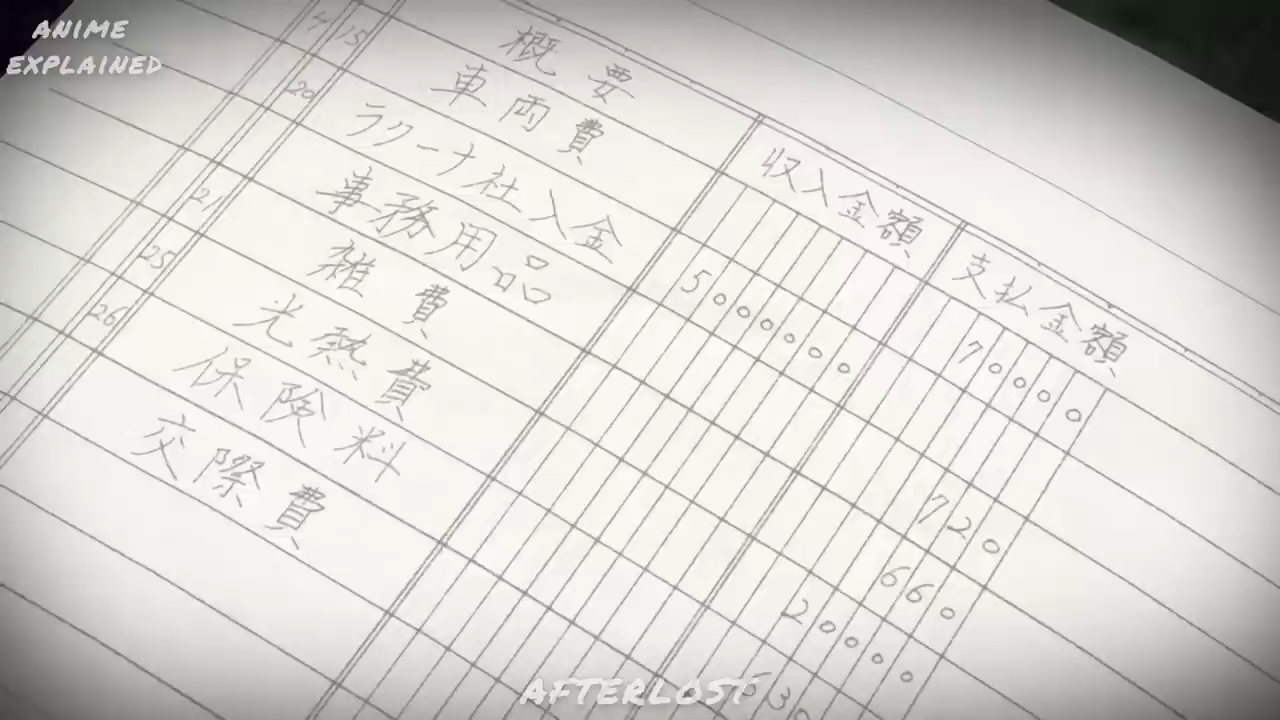 ANIME
EXPLAINED
概要 収入金額 支払金額
4 15 車両費 70000
20 ラクーナ社入金 5000000
事務用品 720
21 雑費 660
25 光熱費 20000
26 保険料
交際費
AFTERLOST